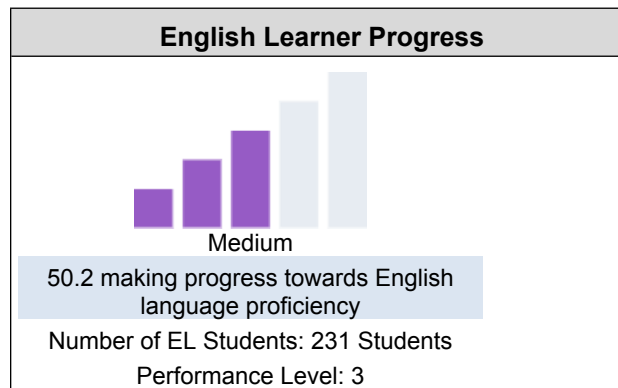 English Learner Progress
Medium
50.2 making progress towards English
language proficiency
Number of EL Students: 231 Students
Performance Level: 3